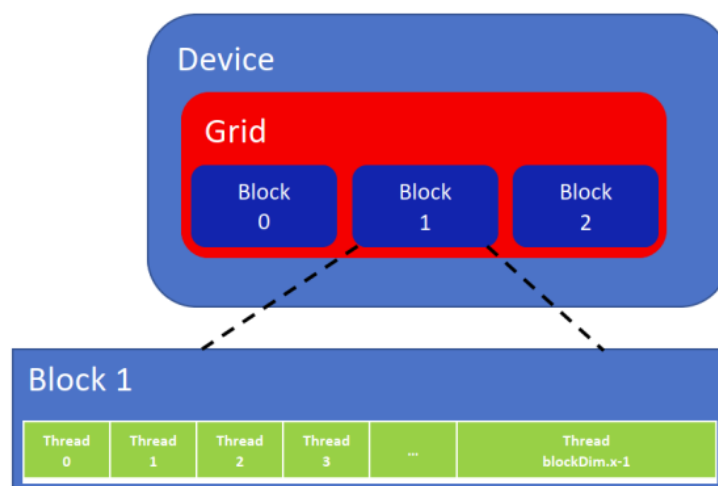 Device
Grid
Block
0
Block
1
Block
2
Block 1
Thread
0
Thread
1
Thread
2
Thread
3
...
Thread
blockDim.x-1